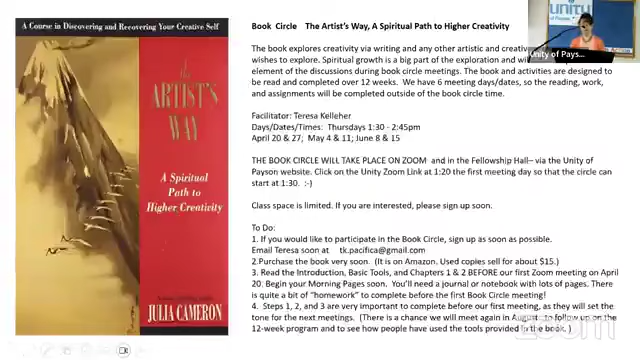 A Course in Discovering and Recovering Your Creative Self
the
ARTIST'S
WAY
A Spiritual
Path to
Higher Creativity
JULIA CAMERON
Book Circle The Artist's Way, A Spiritual Path to Higher Creativity
The book explores creativity via writing and any other artistic and creativ
wishes to explore. Spiritual growth is a big part of the exploration and wi
element of the discussions during book circle meetings. The book and activities are designed to
be read and completed over 12 weeks. We have 6 meeting days/dates, so the reading, work,
and assignments will be completed outside of the book circle time.
Facilitator: Teresa Kelleher
Days/Dates/Times: Thursdays 1:30 - 2:45pm
April 20 & 27; May 4 & 11; June 8 & 15
THE BOOK CIRCLE WILL TAKE PLACE ON ZOOM and in the Fellowship Hall– via the Unity of
Payson website. Click on the Unity Zoom Link at 1:20 the first meeting day so that the circle can
start at 1:30. :-)
Class space is limited. If you are interested, please sign up soon.
To Do:
1. If you would like to participate in the Book Circle, sign up as soon as possible.
Email Teresa soon at tk.pacifica@gmail.com
2.Purchase the book very soon. (It is on Amazon. Used copies sell for about $15.)
3. Read the Introduction, Basic Tools, and Chapters 1 & 2 BEFORE our first Zoom meeting on April
20. Begin your Morning Pages soon. You'll need a journal or notebook with lots of pages. There
is quite a bit of "homework" to complete before the first Book Circle meeting!
4. Steps 1, 2, and 3 are very important to complete before our first meeting, as they will set the
tone for the next meetings. (There is a chance we will meet again in August to follow up on the
12-week program and to see how people have used the tools provided in the book. )
unity
of Payson
Unity of Pays...